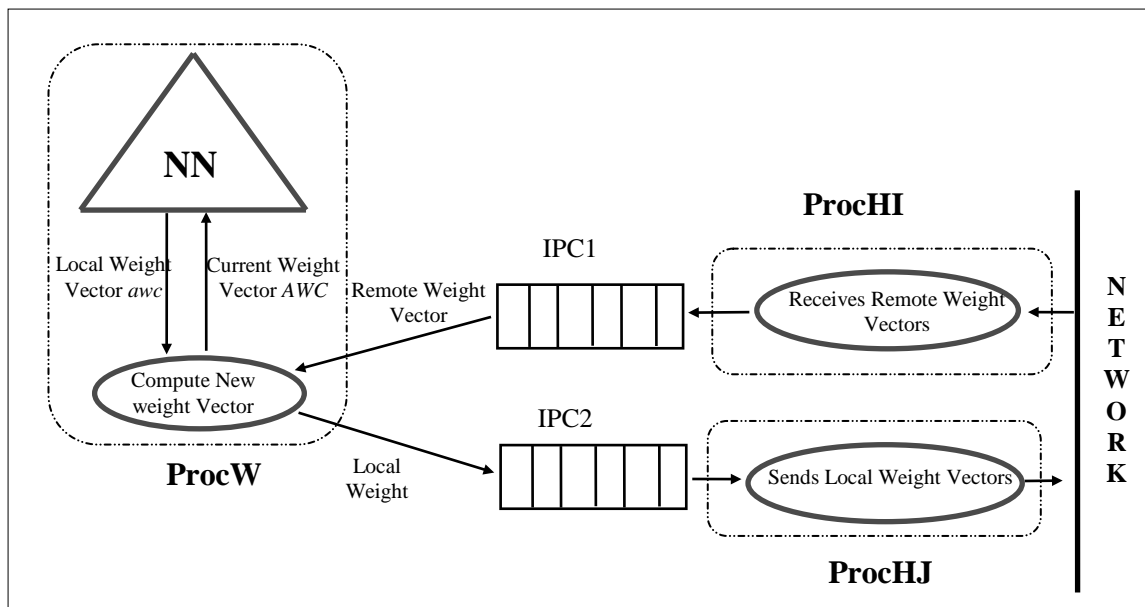 NN
Local Weight
Vector awc
Current Weight
Vector AWC
Compute New
weight Vector
ProcW
Remote Weight
Vector
Local
Weight
IPC1
IPC2
ProcHI
Receives Remote Weight
Vectors
Sends Local Weight Vectors
ProcHJ
N
E
T
W
O
R
K